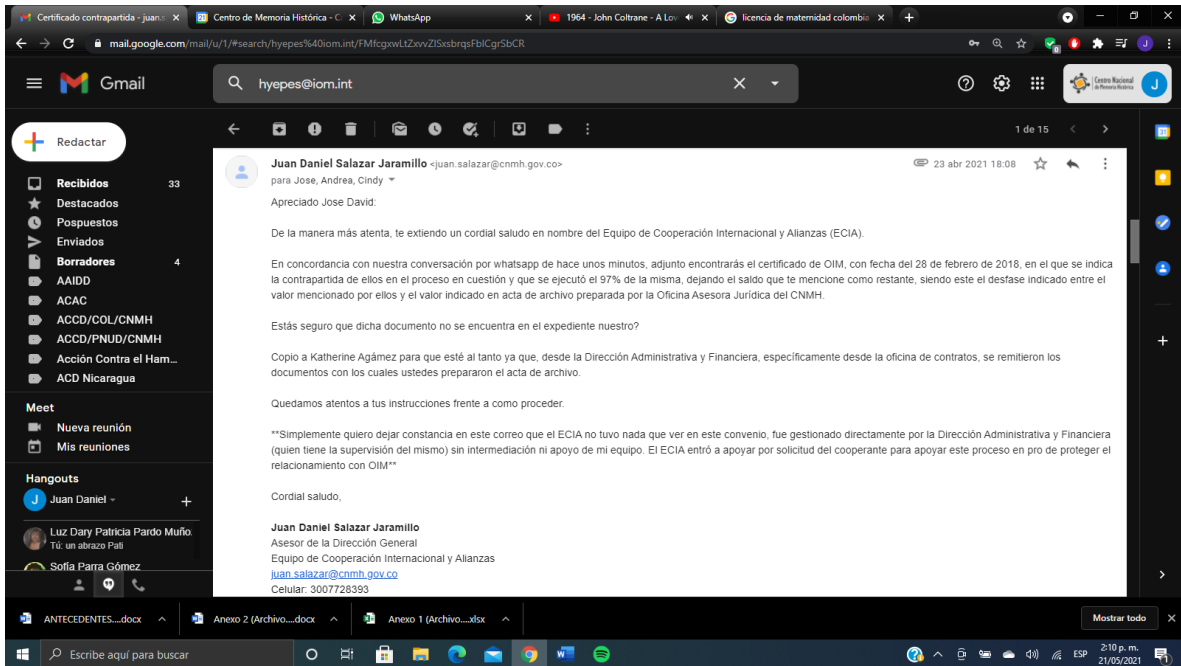 Certificado contrapartida - juan.s
Centro de Memoria Histórica - C
WhatsApp
1964 - John Coltrane - A Lov
licencia de maternidad colombia
mail.google.com/mail/u/1/#search/hyepes%40iom.int/FMfcgxwLtZxvvZlSxsbrqsFblCgrSbCR
Gmail
hyepes@iom.int
Centro Nacional
de Memoria Histórica
J
Redactar
1 de 15
Recibidos 33
Destacados
Pospuestos
Enviados
Borradores 4
AAIDD
ACAC
ACCD/COL/CNMH
ACCD/PNUD/CNMH
Acción Contra el Ham...
ACD Nicaragua
Meet
Nueva reunión
Mis reuniones
Hangouts
J Juan Daniel
Luz Dary Patricia Pardo Muño:
Tú: un abrazo Pati
Sofía Parra Gómez
Juan Daniel Salazar Jaramillo <juan.salazar@cnmh.gov.co>
23 abr 2021 18:08
para Jose, Andrea, Cindy
Apreciado Jose David:
De la manera más atenta, te extiendo un cordial saludo en nombre del Equipo de Cooperación Internacional y Alianzas (ECIA).
En concordancia con nuestra conversación por whatsapp de hace unos minutos, adjunto encontrarás el certificado de OIM, con fecha del 28 de febrero de 2018, en el que se indica
la contrapartida de ellos en el proceso en cuestión y que se ejecutó el 97% de la misma, dejando el saldo que te mencione como restante, siendo este el desfase indicado entre el
valor mencionado por ellos y el valor indicado en acta de archivo preparada por la Oficina Asesora Jurídica del CNMH.
Estás seguro que dicha documento no se encuentra en el expediente nuestro?
Copio a Katherine Agámez para que esté al tanto ya que, desde la Dirección Administrativa y Financiera, específicamente desde la oficina de contratos, se remitieron los
documentos con los cuales ustedes prepararon el acta de archivo.
Quedamos atentos a tus instrucciones frente a como proceder.
**Simplemente quiero dejar constancia en este correo que el ECIA no tuvo nada que ver en este convenio, fue gestionado directamente por la Dirección Administrativa y Financiera
(quien tiene la supervisión del mismo) sin intermediación ni apoyo de mi equipo. El ECIA entró a apoyar por solicitud del cooperante para apoyar este proceso en pro de proteger el
relacionamiento con OIM**
Cordial saludo,
Juan Daniel Salazar Jaramillo
Asesor de la Dirección General
Equipo de Cooperación Internacional y Alianzas
juan.salazar@cnmh.gov.co
Celular: 3007728393
ANTECEDENTES....docx
Anexo 2 (Archivo....docx
Anexo 1 (Archivo....xlsx
Mostrar todo
Escribe aquí para buscar
ESP
2:10 p. m.
21/05/2021